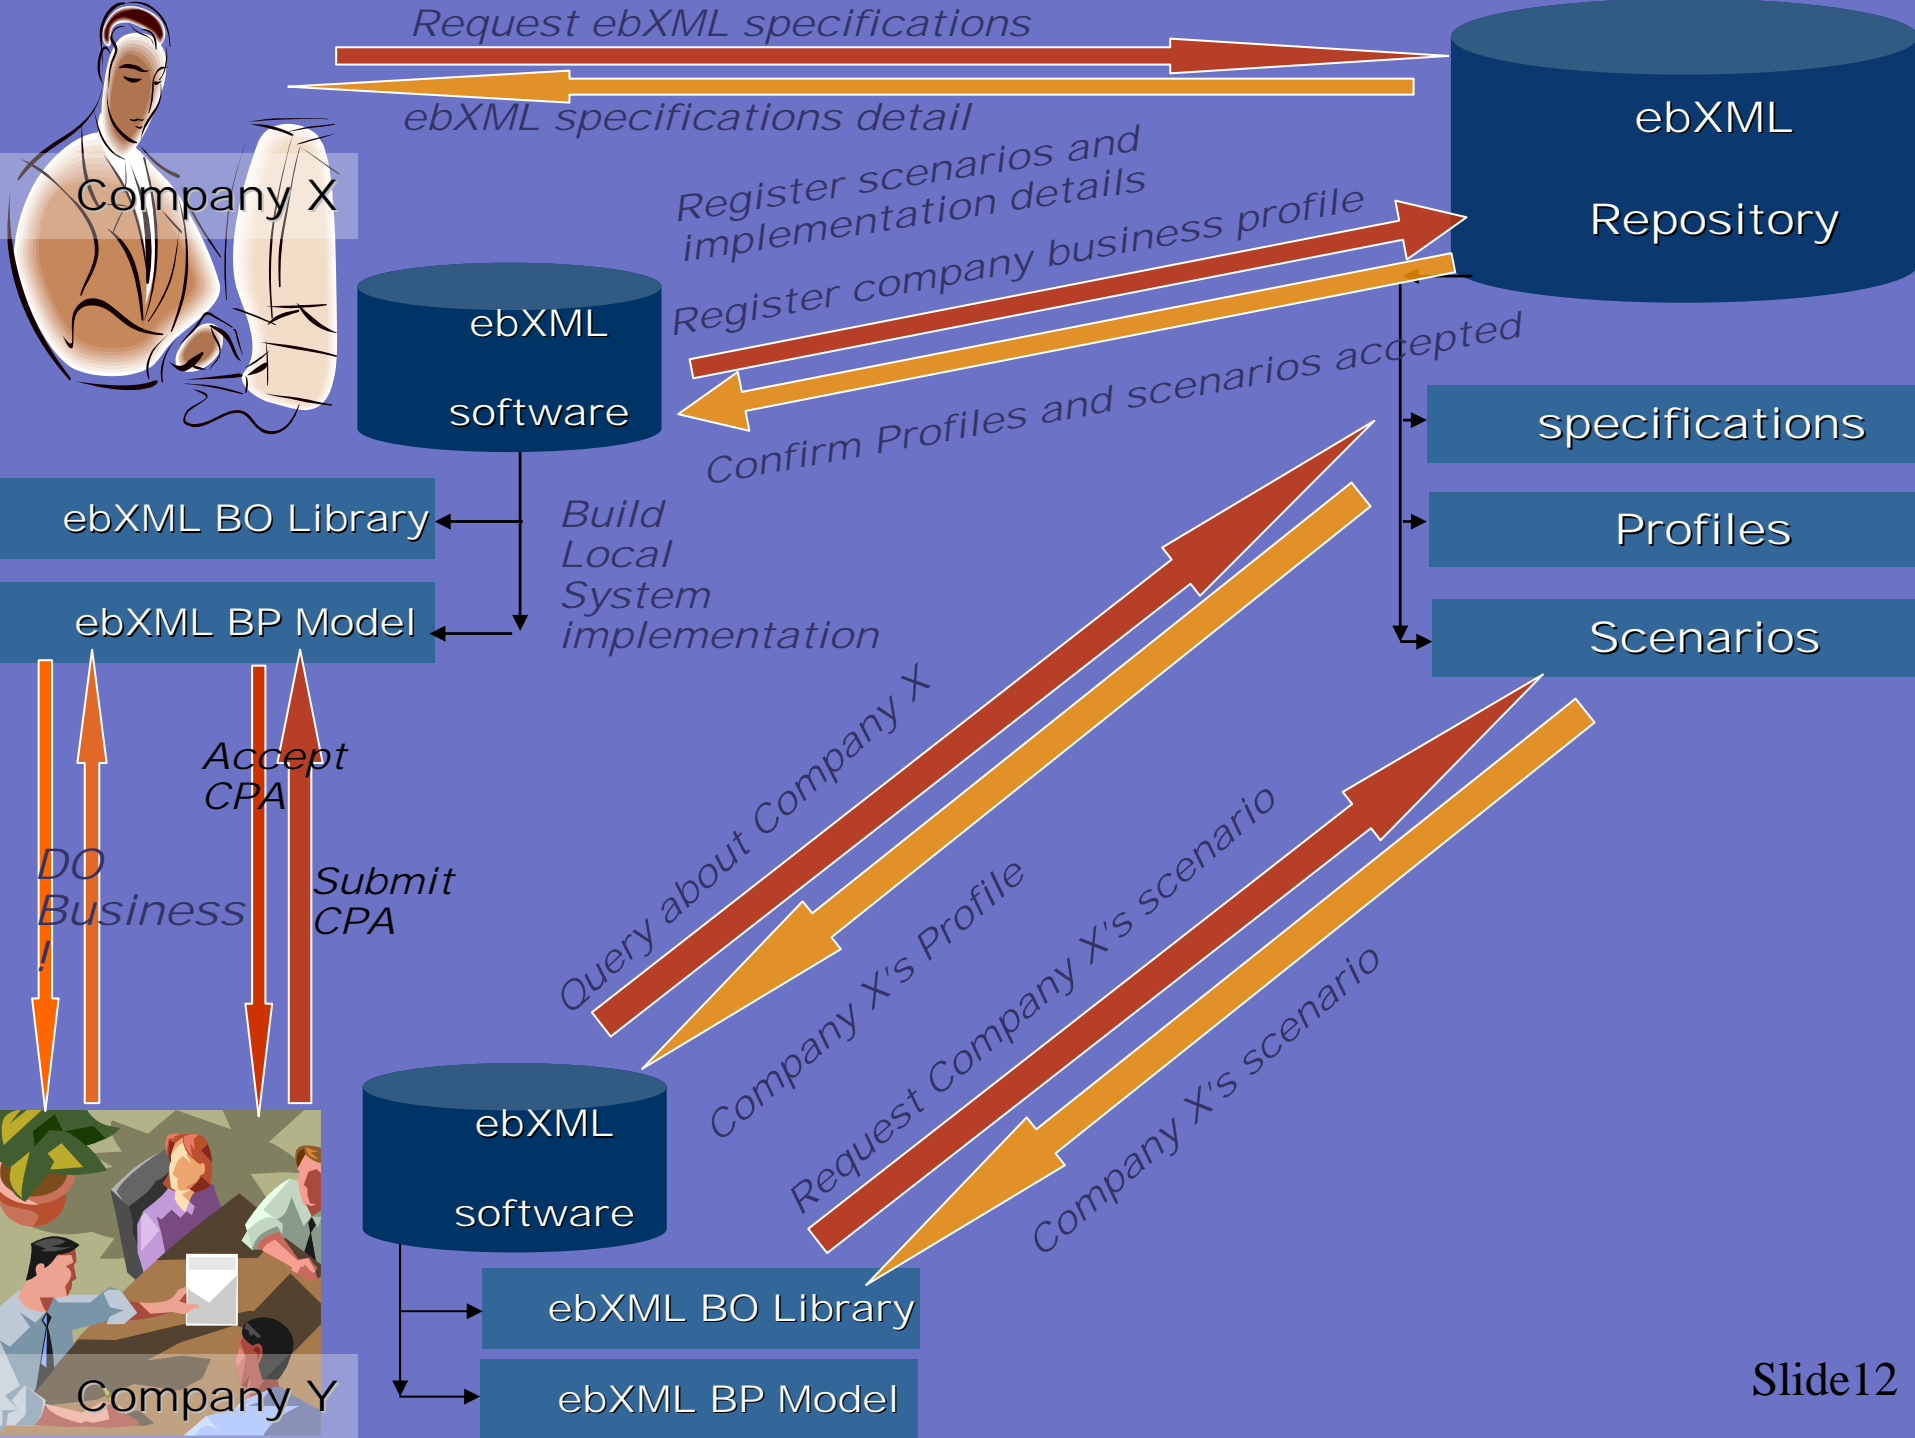 Request ebXML specifications
ebXML specifications detail
ebXML
Repository
Company X
Register scenarios and
implementation details
Register company business profile
Confirm Profiles and scenarios accepted
ebXML
software
specifications
Profiles
Scenarios
ebXML BO Library
ebXML BP Model
Build
Local
System
implementation
Accept
CPA
DO
Business
!
Submit
CPA
Query about Company X
Company X's Profile
Request Company X's scenario
Company X's scenario
ebXML
software
ebXML BO Library
ebXML BP Model
Company Y
Slide12